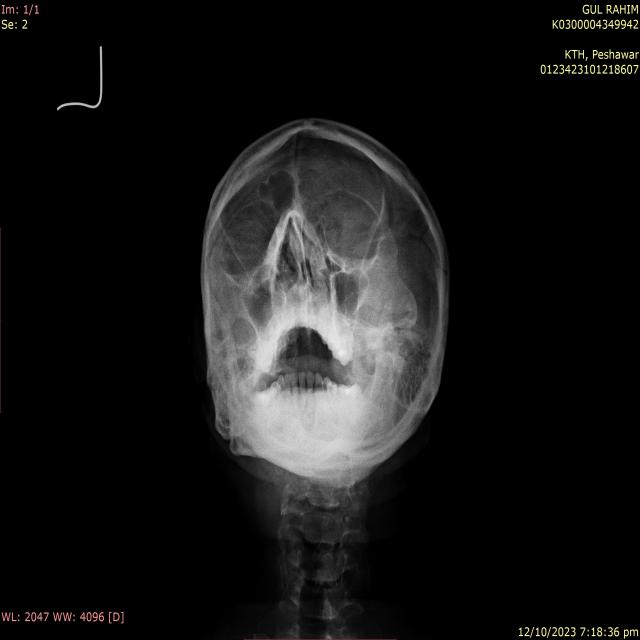 Im: 1/1
Se: 2
GUL RAHIM
K0300004349942
KTH, Peshawar
0123423101218607
WL: 2047 WW: 4096 [D]
12/10/2023 7:18:36 pm